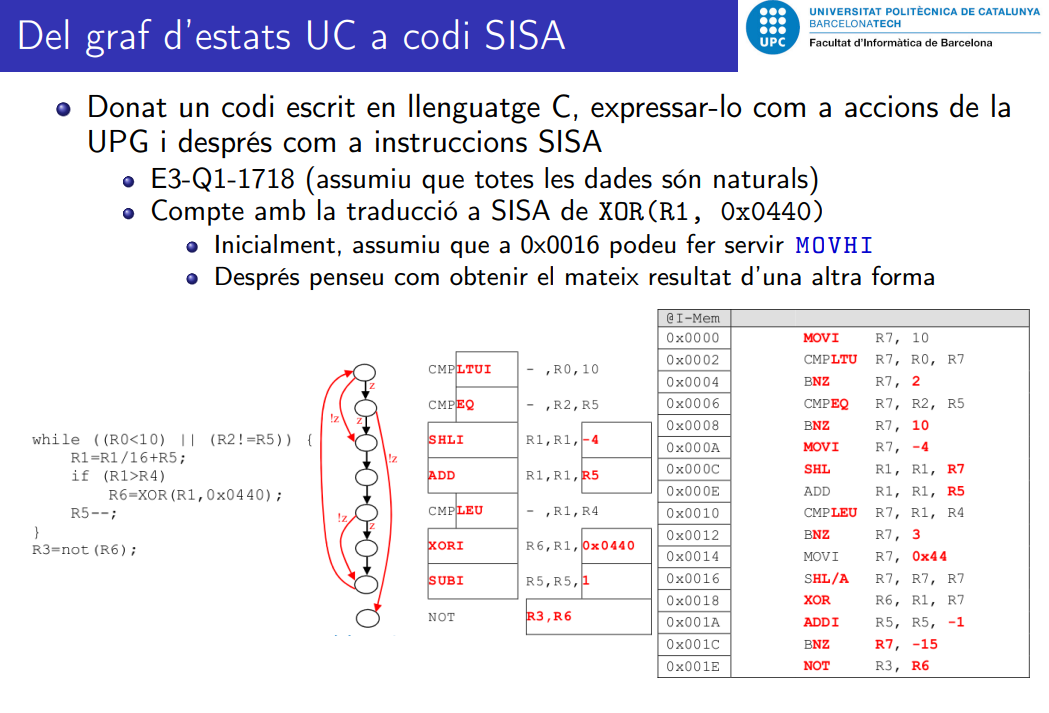 Del graf d'estats UC a codi SISA
UPC
UNIVERSITAT POLITÈCNICA DE CATALUNYA
BARCELONATECH
Facultat d'Informàtica de Barcelona
Donat un codi escrit en llenguatge C, expressar-lo com a accions de la
UPG i després com a instruccions SISA
E3-Q1-1718 (assumiu que totes les dades són naturals)
Compte amb la traducció a SISA de XOR(R1, 0x0440)
Inicialment, assumiu que a 0x0016 podeu fer servir MOVHI
Després penseu com obtenir el mateix resultat d'una altra forma
while ((R0<10) || (R2!=R5)) {
R1=R1/16+R5;
if (R1>R4)
R6=XOR(R1,0x0440);
R5--;
}
R3=not(R6);
z
!z
z
!z
!z
z
CMPLTUI - ,R0,10
CMPEQ - ,R2,R5
SHLI R1,R1,-4
ADD R1,R1,R5
CMPLEU - ,R1,R4
XORI R6,R1,0x0440
SUBI R5,R5,1
NOT R3,R6
@I-Mem
0x0000 MOVI R7, 10
0x0002 CMPLTU R7, R0, R7
0x0004 BNZ R7, 2
0x0006 CMPEQ R7, R2, R5
0x0008 BNZ R7, 10
0x000A MOVI R7, -4
0x000C SHL R1, R1, R7
0x000E ADD R1, R1, R5
0x0010 CMPLEU R7, R1, R4
0x0012 BNZ R7, 3
0x0014 MOVI R7, 0x44
0x0016 SHL/A R7, R7, R7
0x0018 XOR R6, R1, R7
0x001A ADDI R5, R5, -1
0x001C BNZ R7, -15
0x001E NOT R3, R6